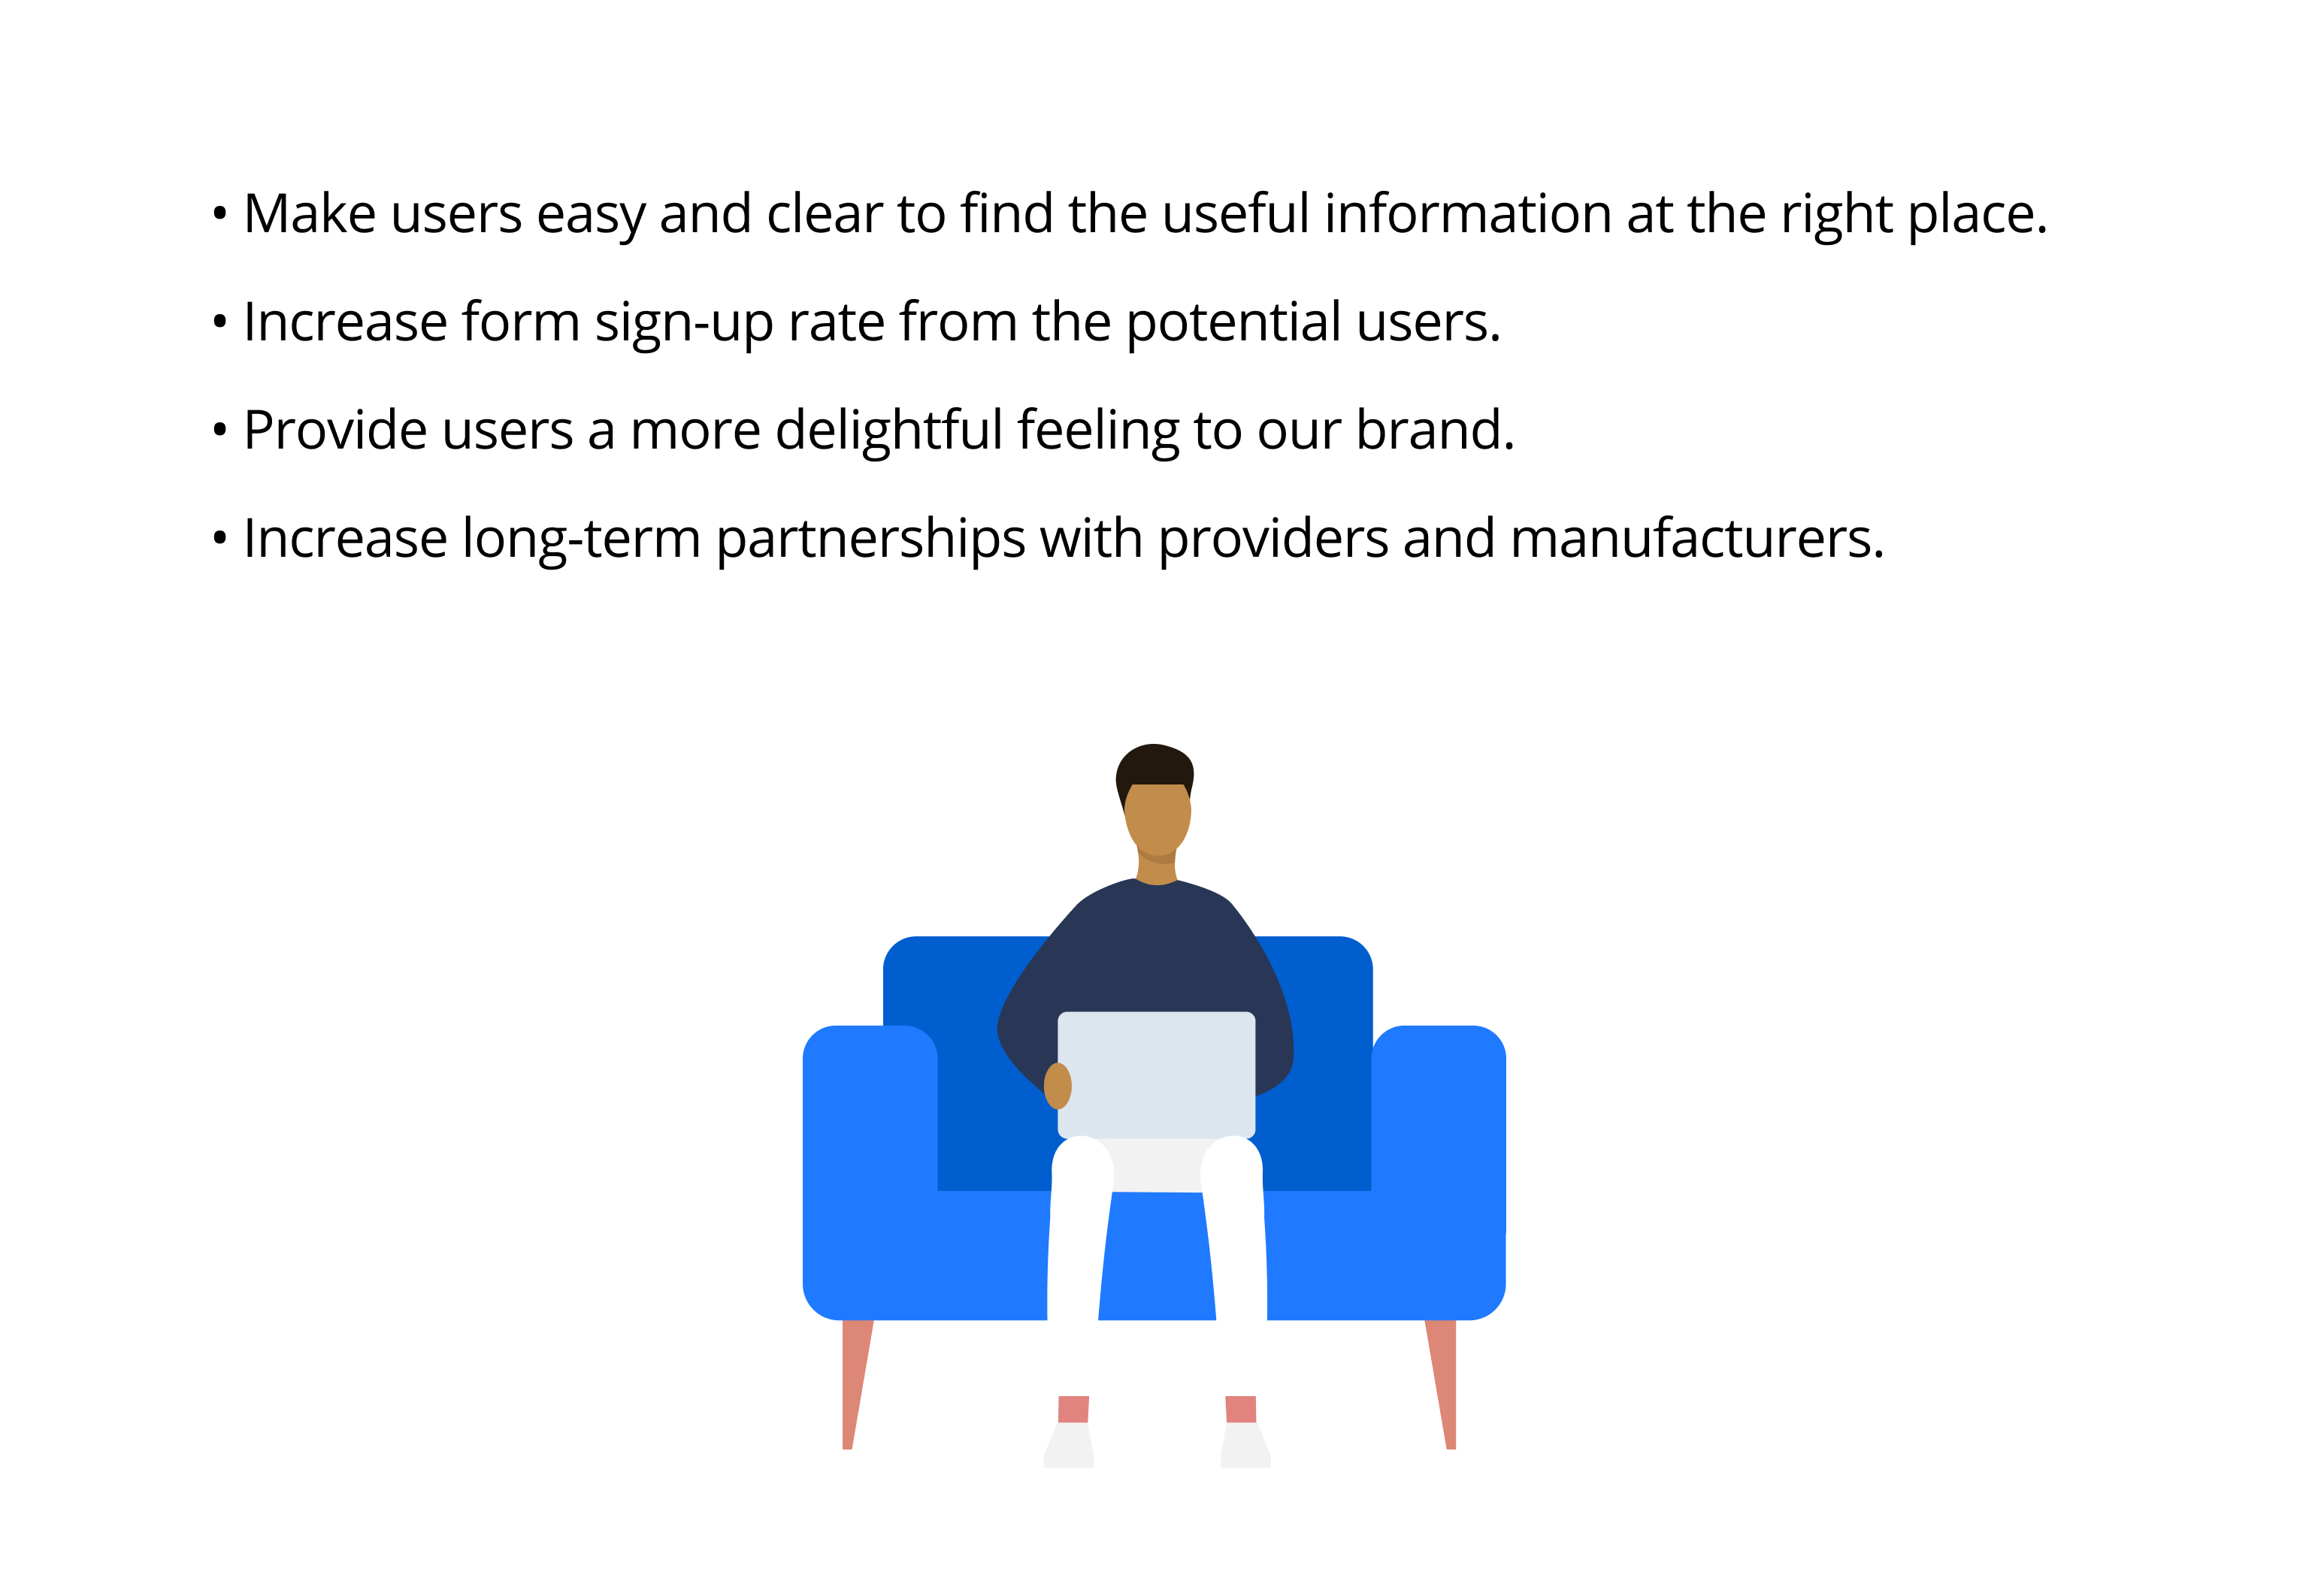 • Make users easy and clear to find the useful information at the right place.
• Increase form sign-up rate from the potential users.
• Provide users a more delightful feeling to our brand.
• Increase long-term partnerships with providers and manufacturers.